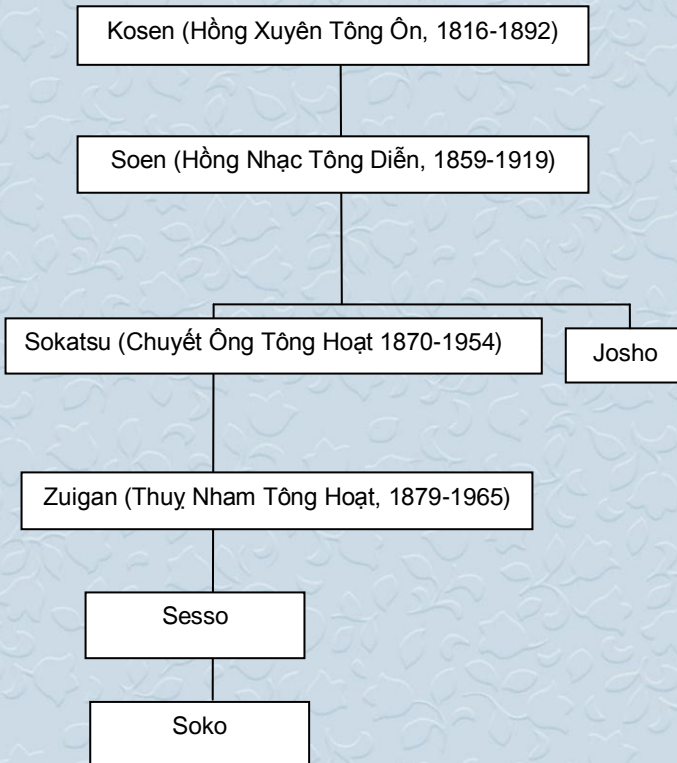 Kosen (Hồng Xuyên Tông Ôn, 1816-1892)
Soen (Hồng Nhạc Tông Diễn, 1859-1919)
Sokatsu (Chuyết Ông Tông Hoạt 1870-1954)
Josho
Zuigan (Thuỵ Nham Tông Hoạt, 1879-1965)
Sesso
Soko